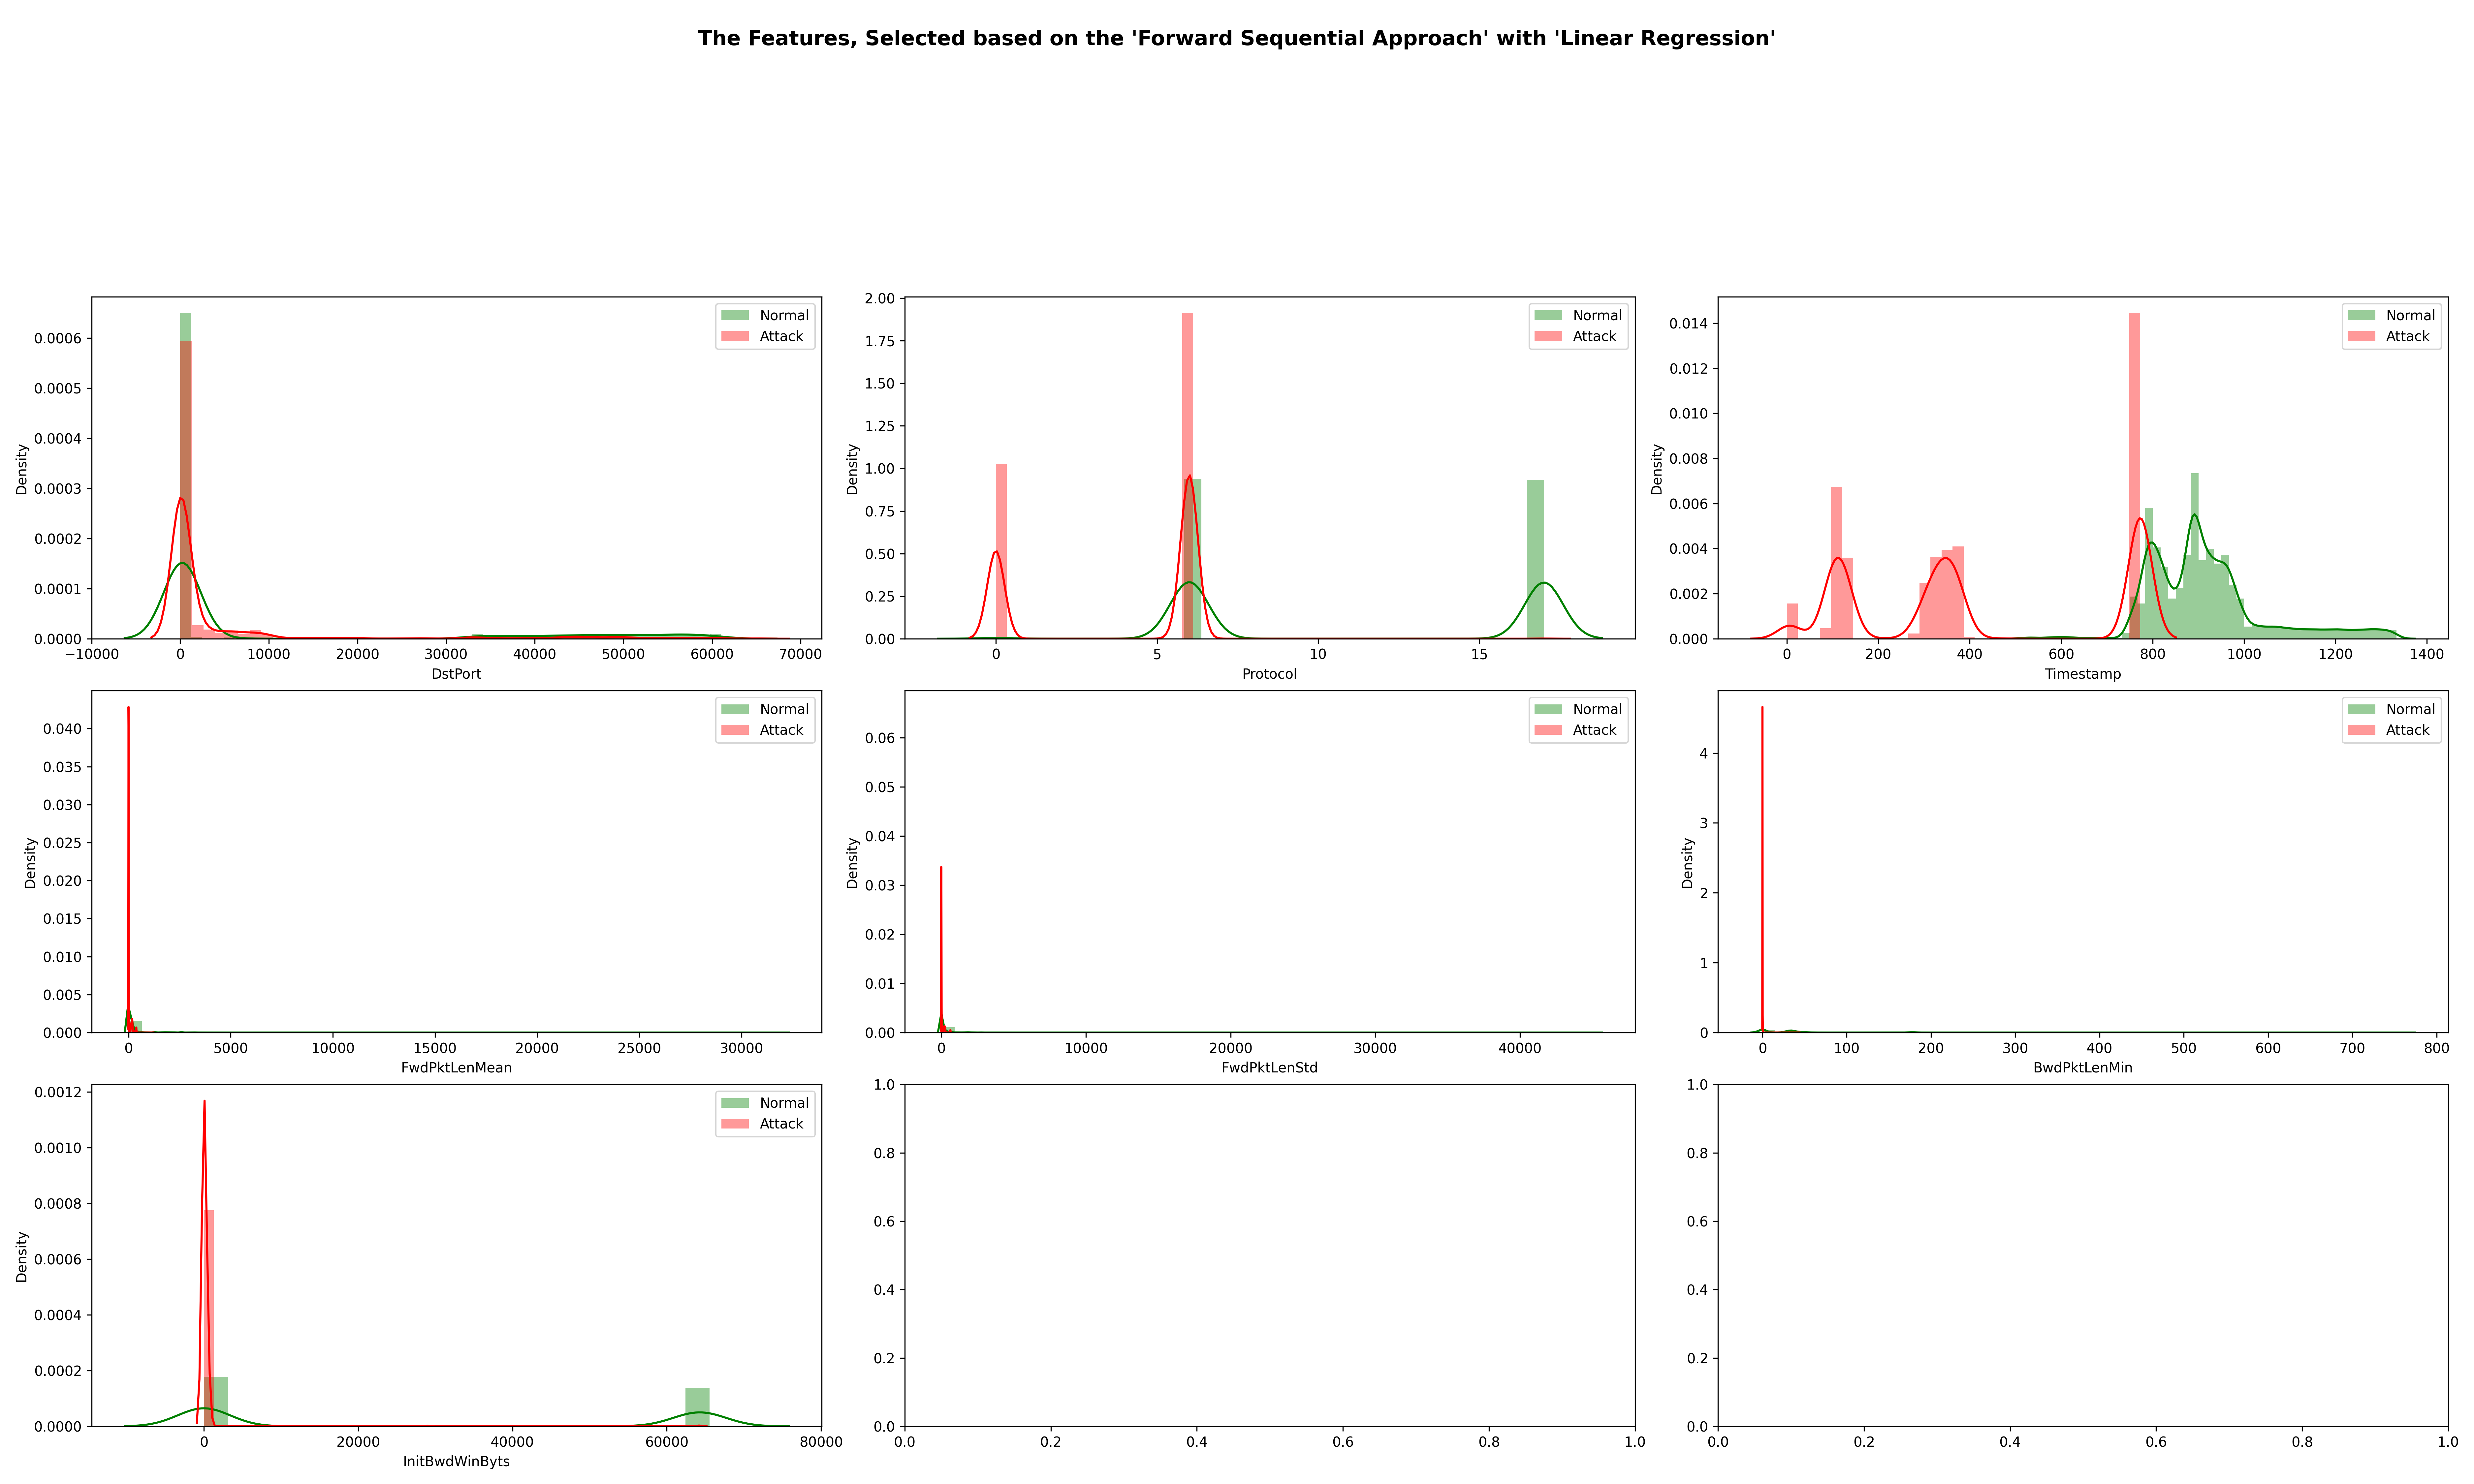 The Features, Selected based on the 'Forward Sequential Approach' with 'Linear Regression'
Normal
Attack
Density
0.0000
0.0001
0.0002
0.0003
0.0004
0.0005
0.0006
−10000 0 10000 20000 30000 40000 50000 60000 70000
DstPort
Normal
Attack
Density
0.00
0.25
0.50
0.75
1.00
1.25
1.50
1.75
2.00
0 5 10 15
Protocol
Normal
Attack
Density
0.000
0.002
0.004
0.006
0.008
0.010
0.012
0.014
0 200 400 600 800 1000 1200 1400
Timestamp
Normal
Attack
Density
0.000
0.005
0.010
0.015
0.020
0.025
0.030
0.035
0.040
0 5000 10000 15000 20000 25000 30000
FwdPktLenMean
Normal
Attack
Density
0.00
0.01
0.02
0.03
0.04
0.05
0.06
0 10000 20000 30000 40000
FwdPktLenStd
Normal
Attack
Density
0
1
2
3
4
0 100 200 300 400 500 600 700 800
BwdPktLenMin
Normal
Attack
Density
0.0000
0.0002
0.0004
0.0006
0.0008
0.0010
0.0012
0 20000 40000 60000 80000
InitBwdWinByts
0.0
0.2
0.4
0.6
0.8
1.0
0.0 0.2 0.4 0.6 0.8 1.0
0.0
0.2
0.4
0.6
0.8
1.0
0.0 0.2 0.4 0.6 0.8 1.0